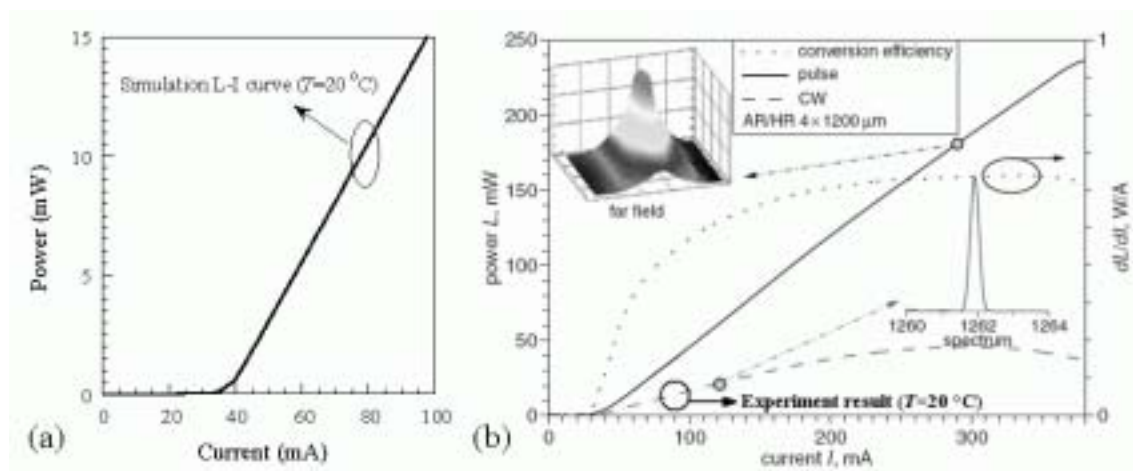 15
10
5
0
Power (mW)
Simulation L-I curve (T=20 °C)
0 20 40 60 80 100
Current (mA)
(a)
250
200
150
100
50
0
power L, mW
conversion efficiency
pulse
CW
AR/HR 4×1200 μm
far field
1
0
dL/dI, W/A
1260 1262 1264
spectrum
Experiment result (T=20 °C)
0 100 200 300
current I, mA
(b)